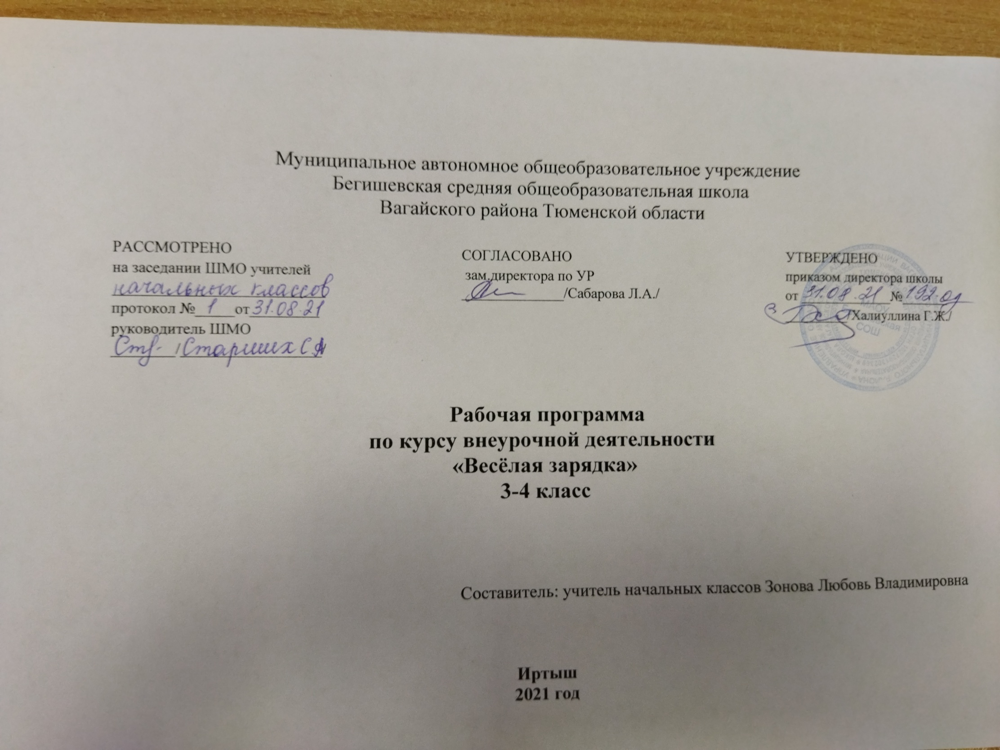 Муниципальное автономное общеобразовательное учреждение
Бегишевская средняя общеобразовательная школа
Вагайского района Тюменской области
РАССМОТРЕНО
на заседании ШМО учителей
начальных классов
протокол № 1 от 31.08.21
руководитель ШМО
/Старших С.А
СОГЛАСОВАНО
зам.директора по УР
/Сабарова Л.А./
УТВЕРЖДЕНО
приказом директора школы
от 31.08.21 № 192-од
/Халиуллина Г.Ж./
СОШ
Рабочая программа
по курсу внеурочной деятельности
«Весёлая зарядка»
3-4 класс
Составитель: учитель начальных классов Зонова Любовь Владимировна
Иртыш
2021 год